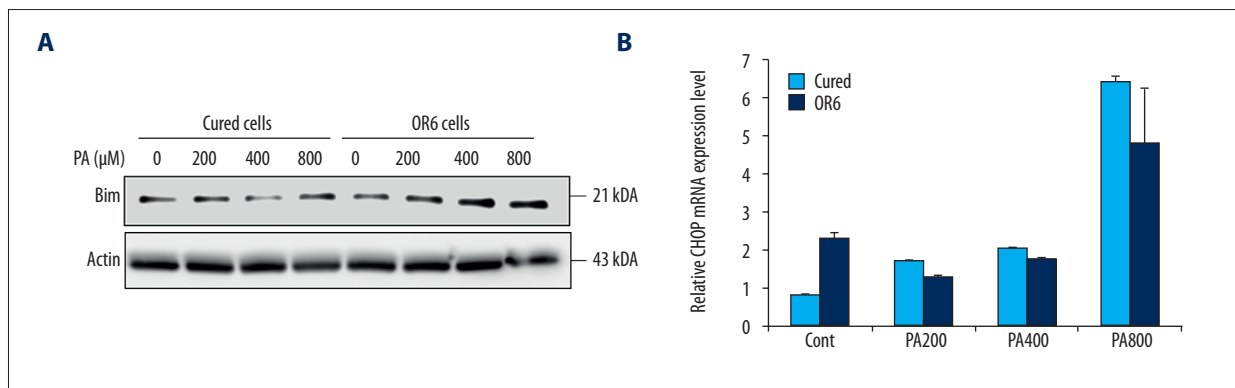 A
Cured cells OR6 cells
PA (µM) 0 200 400 800 0 200 400 800
Bim 21 kDA
Actin 43 kDA
B
Relative CHOP mRNA expression level
7
6
5
4
3
2
1
0
Cured
OR6
Cont PA200 PA400 PA800